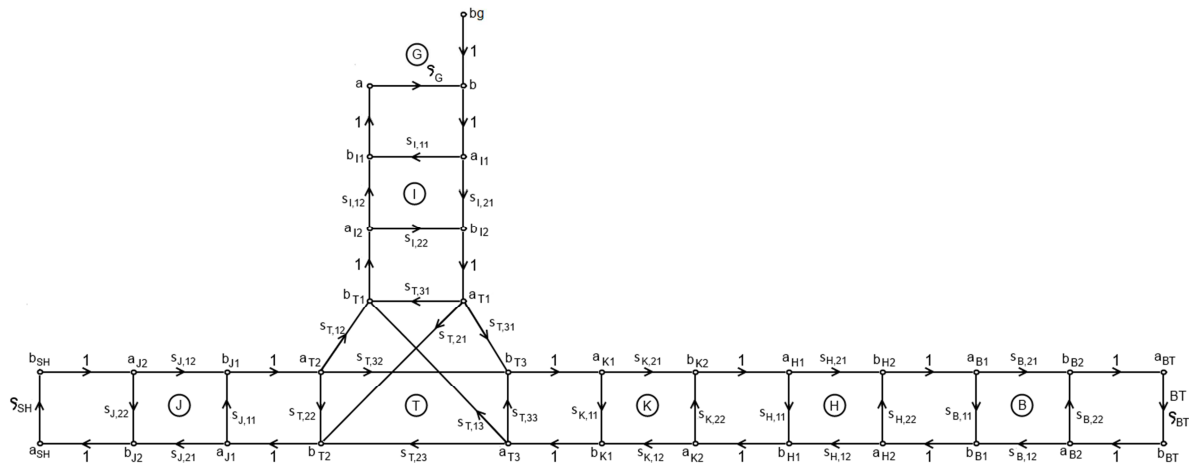 bg
G
1
ϛG
a b
1 1
sI,11
bI1 aI1
sI,12 I sI,21
aI2 bI2
sI,22
1 1
bT1 sT,31 aT1
sT,12 sT,21 sT,31
bSH 1 aJ2 sJ,12 bJ1 1 aT2 sT,32 bT3 1 aK1 sK,21 bK2 1 aH1 sH,21 bH2 1 aB1 sB,21 bB2 1 aBT
ϛSH sJ,22 J sJ,11 sT,22 T sT,13 sT,33 sK,11 K sK,22 sH,11 H sH,22 sB,11 B sB,22 BT ϛBT
aSH 1 bJ2 sJ,21 aJ1 1 bT2 sT,23 aT3 1 bK1 sK,12 aK2 1 bH1 sH,12 aH2 1 bB1 sB,12 aB2 1 bBT